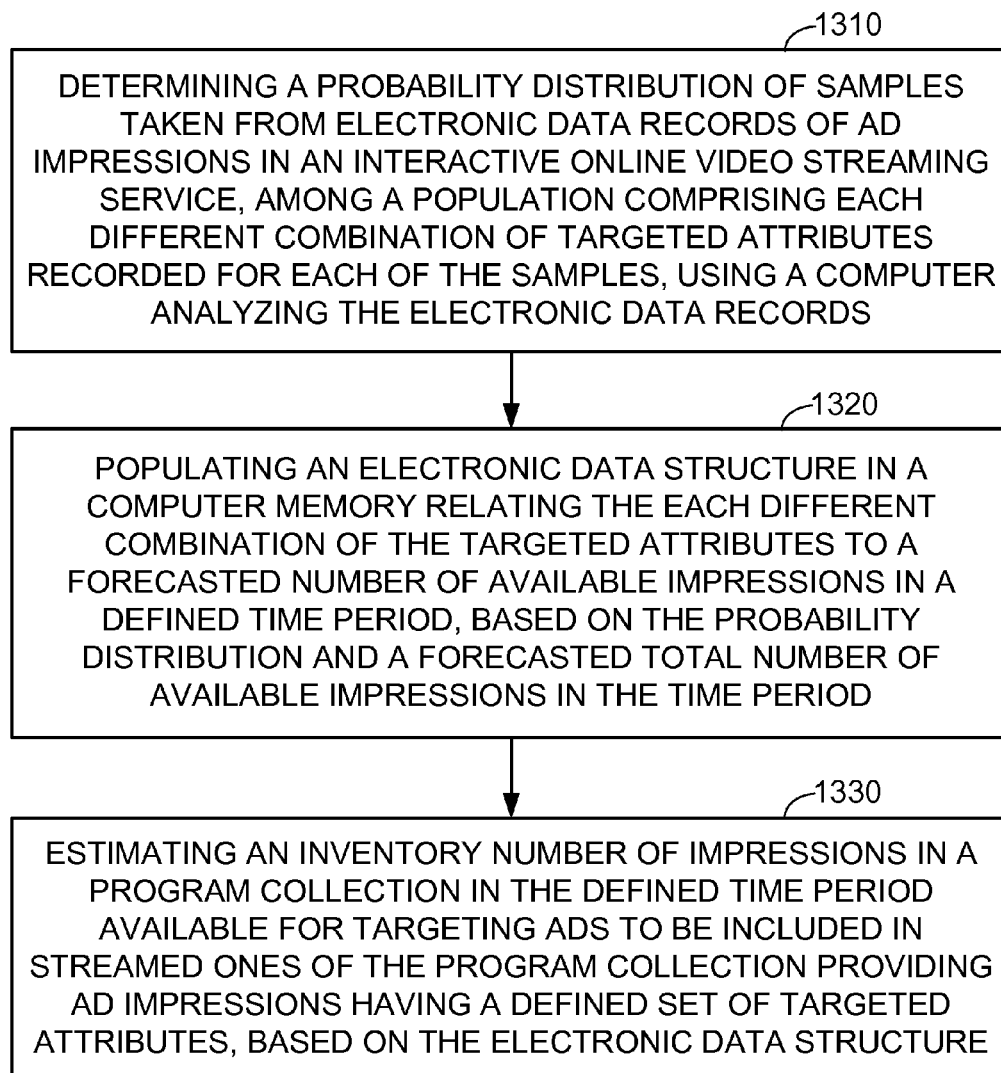 1310
DETERMINING A PROBABILITY DISTRIBUTION OF SAMPLES
TAKEN FROM ELECTRONIC DATA RECORDS OF AD
IMPRESSIONS IN AN INTERACTIVE ONLINE VIDEO STREAMING
SERVICE, AMONG A POPULATION COMPRISING EACH
DIFFERENT COMBINATION OF TARGETED ATTRIBUTES
RECORDED FOR EACH OF THE SAMPLES, USING A COMPUTER
ANALYZING THE ELECTRONIC DATA RECORDS
1320
POPULATING AN ELECTRONIC DATA STRUCTURE IN A
COMPUTER MEMORY RELATING THE EACH DIFFERENT
COMBINATION OF THE TARGETED ATTRIBUTES TO A
FORECASTED NUMBER OF AVAILABLE IMPRESSIONS IN A
DEFINED TIME PERIOD, BASED ON THE PROBABILITY
DISTRIBUTION AND A FORECASTED TOTAL NUMBER OF
AVAILABLE IMPRESSIONS IN THE TIME PERIOD
1330
ESTIMATING AN INVENTORY NUMBER OF IMPRESSIONS IN A
PROGRAM COLLECTION IN THE DEFINED TIME PERIOD
AVAILABLE FOR TARGETING ADS TO BE INCLUDED IN
STREAMED ONES OF THE PROGRAM COLLECTION PROVIDING
AD IMPRESSIONS HAVING A DEFINED SET OF TARGETED
ATTRIBUTES, BASED ON THE ELECTRONIC DATA STRUCTURE